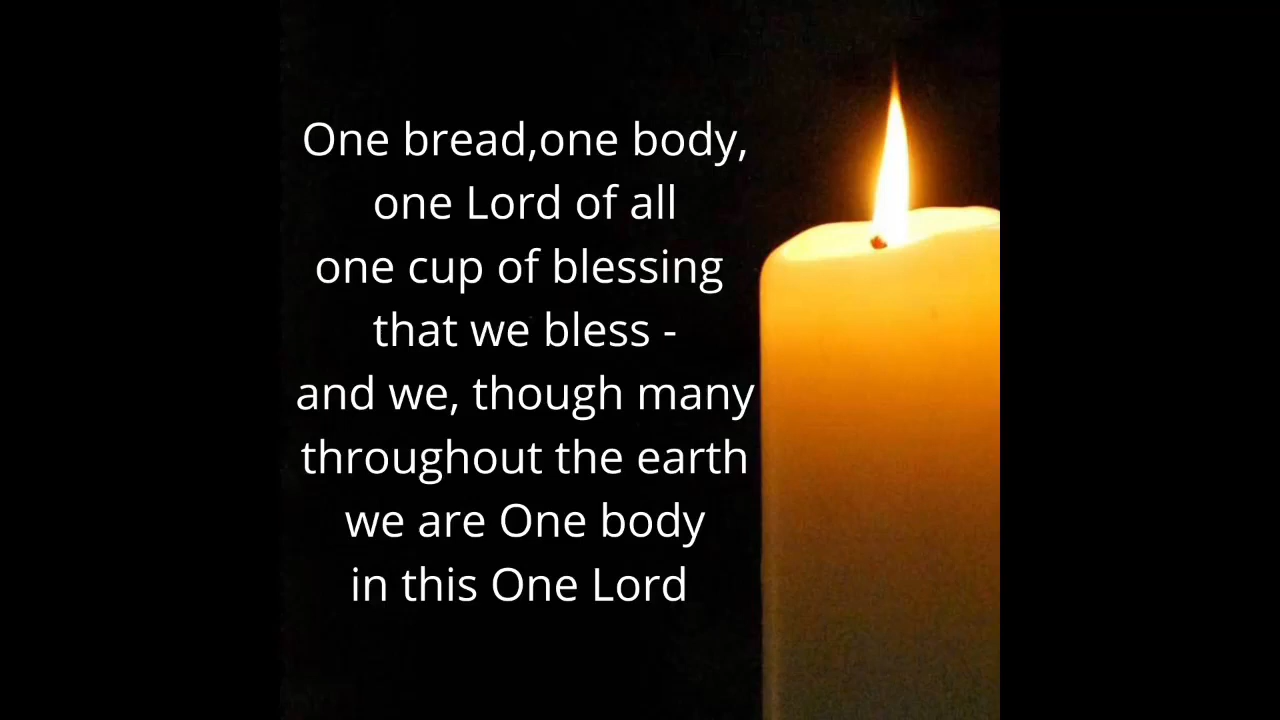 One bread,one body,
one Lord of all
one cup of blessing
that we bless -
and we, though many
throughout the earth
we are One body
in this One Lord